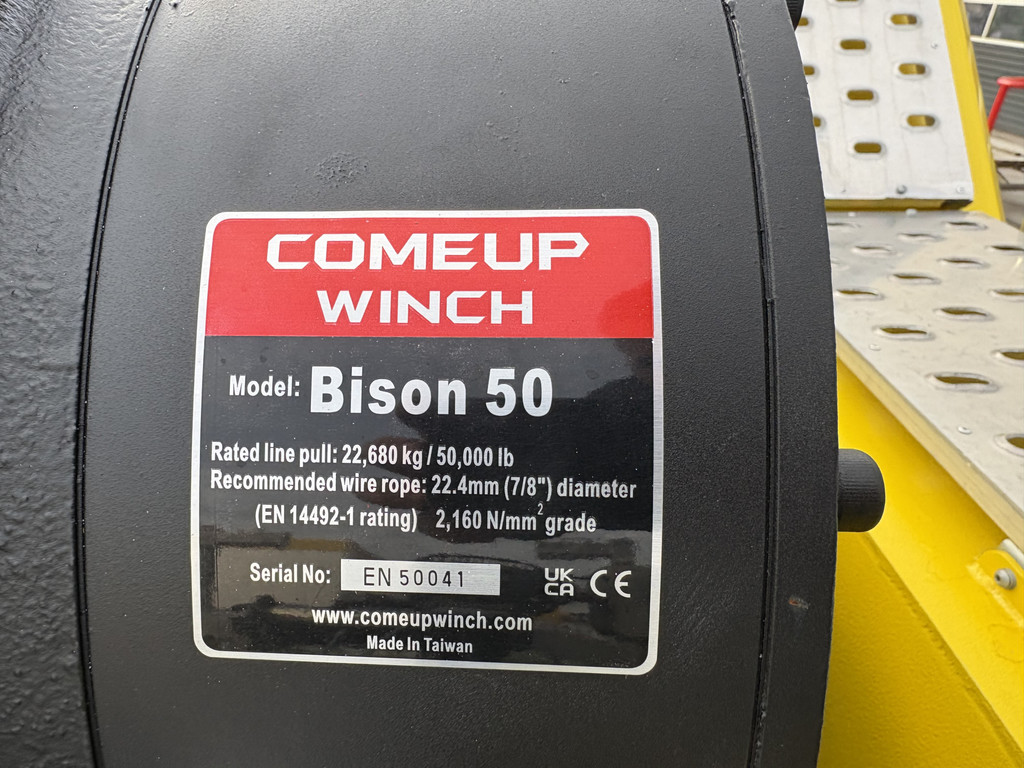 COMEUP
WINCH
Model: Bison 50
Rated line pull: 22,680 kg / 50,000 lb
Recommended wire rope: 22.4mm (7/8") diameter
(EN 14492-1 rating) 2,160 N/mm² grade
Serial No: EN 50041
UK
CA CE
www.comeupwinch.com
Made In Taiwan